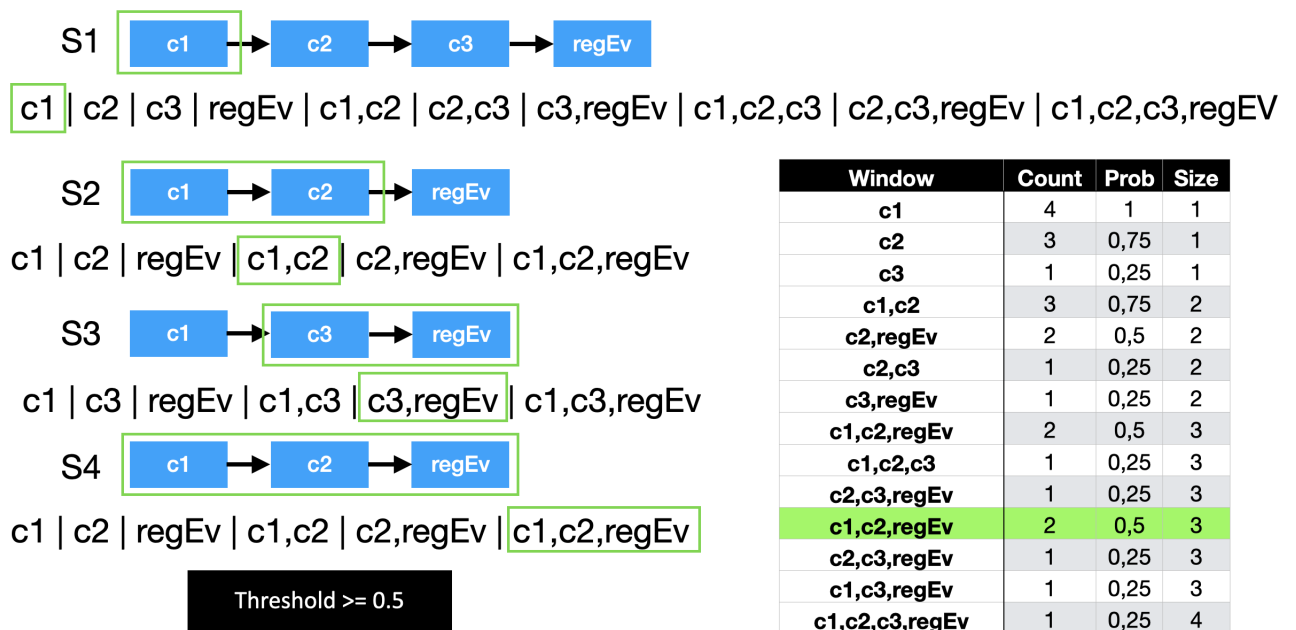 S1 c1 c2 c3 regEv
c1 | c2 | c3 | regEv | c1,c2 | c2,c3 | c3,regEv | c1,c2,c3 | c2,c3,regEv | c1,c2,c3,regEV
S2 c1 c2 regEv
c1 | c2 | regEv | c1,c2 | c2,regEv | c1,c2,regEv
S3 c1 c3 regEv
c1 | c3 | regEv | c1,c3 | c3,regEv | c1,c3,regEv
S4 c1 c2 regEv
c1 | c2 | regEv | c1,c2 | c2,regEv | c1,c2,regEv
Threshold >= 0.5
Window Count Prob Size
c1 4 1 1
c2 3 0,75 1
c3 1 0,25 1
c1,c2 3 0,75 2
c2,regEv 2 0,5 2
c2,c3 1 0,25 2
c3,regEv 1 0,25 2
c1,c2,regEv 2 0,5 3
c1,c2,c3 1 0,25 3
c2,c3,regEv 1 0,25 3
c1,c2,regEv 2 0,5 3
c2,c3,regEv 1 0,25 3
c1,c3,regEv 1 0,25 3
c1,c2,c3,regEv 1 0,25 4